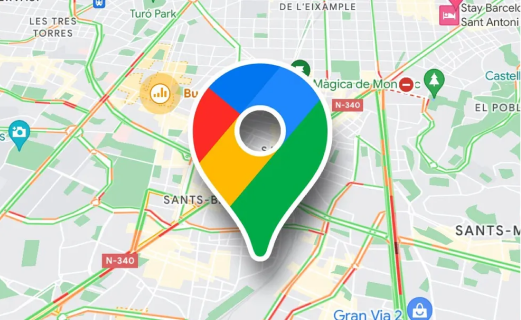 DE L'EIXAMPLE
Turó Park
Stay Barcelo
Sant Antoni
LES TRES
TORRES
Màgica de Mon
Castell
Bu
N-340
EL POBL
s
S
SANTS-B
SANTS-M
N-340
Gran Via 2